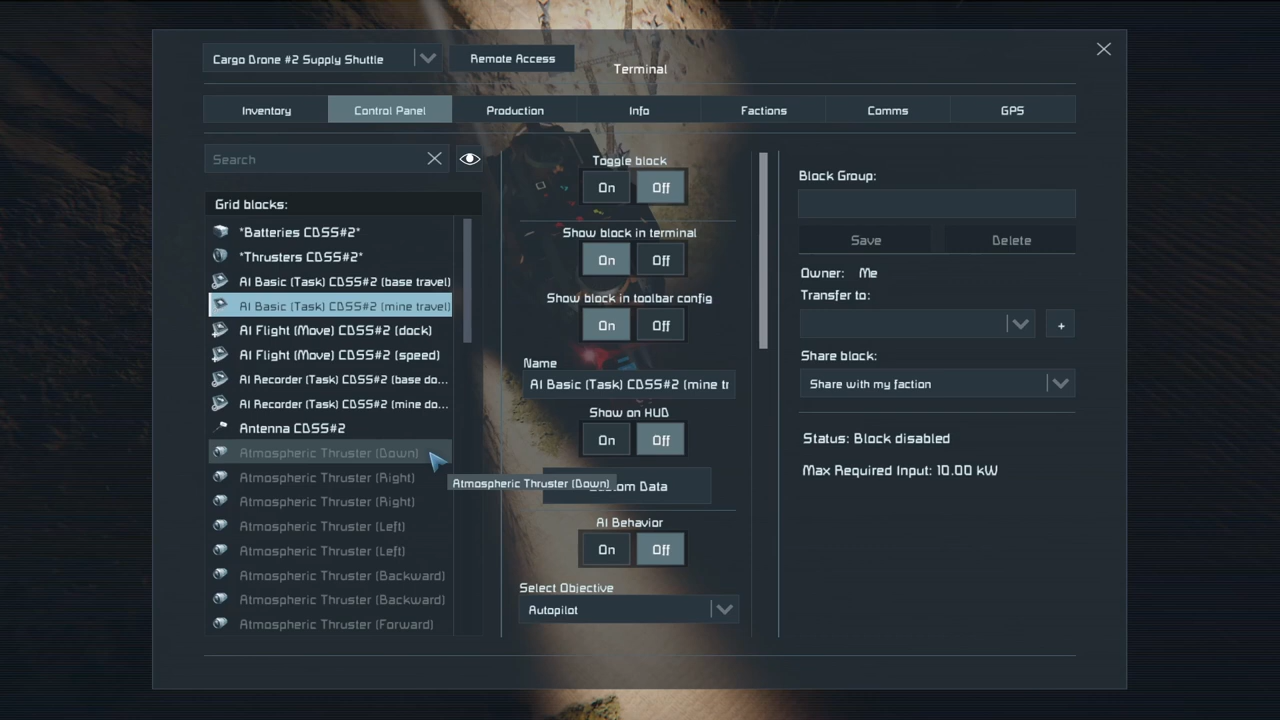 Cargo Drone #2 Supply Shuttle
Remote Access
Terminal
Inventory
Control Panel
Production
Info
Factions
Comms
GPS
Search
Grid blocks:
*Batteries CDSS#2*
*Thrusters CDSS#2*
AI Basic (Task) CDSS#2 (base travel)
AI Basic (Task) CDSS#2 (mine travel)
AI Flight (Move) CDSS#2 (dock)
AI Flight (Move) CDSS#2 (speed)
AI Recorder (Task) CDSS#2 (base do...
AI Recorder (Task) CDSS#2 (mine do...
Antenna CDSS#2
Atmospheric Thruster (Down)
Atmospheric Thruster (Right)
Atmospheric Thruster (Right)
Atmospheric Thruster (Left)
Atmospheric Thruster (Left)
Atmospheric Thruster (Backward)
Atmospheric Thruster (Backward)
Atmospheric Thruster (Forward)
Atmospheric Thruster (Down)
Toggle block
On Off
Show block in terminal
On Off
Show block in toolbar config
On Off
Name
AI Basic (Task) CDSS#2 (mine tr
Show on HUD
On Off
Data
AI Behavior
On Off
Select Objective
Autopilot
Block Group:
Save
Delete
Owner: Me
Transfer to:
+
Share block:
Share with my faction
Status: Block disabled
Max Required Input: 10.00 kW